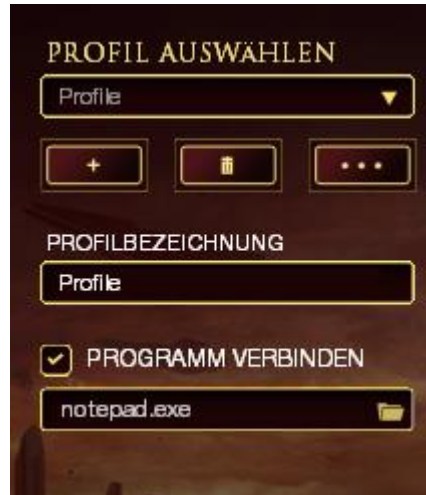 PROFIL AUSWÄHLEN
Profile
+
...
PROFILBEZEICHNUNG
Profile
PROGRAMM VERBINDEN
notepad.exe